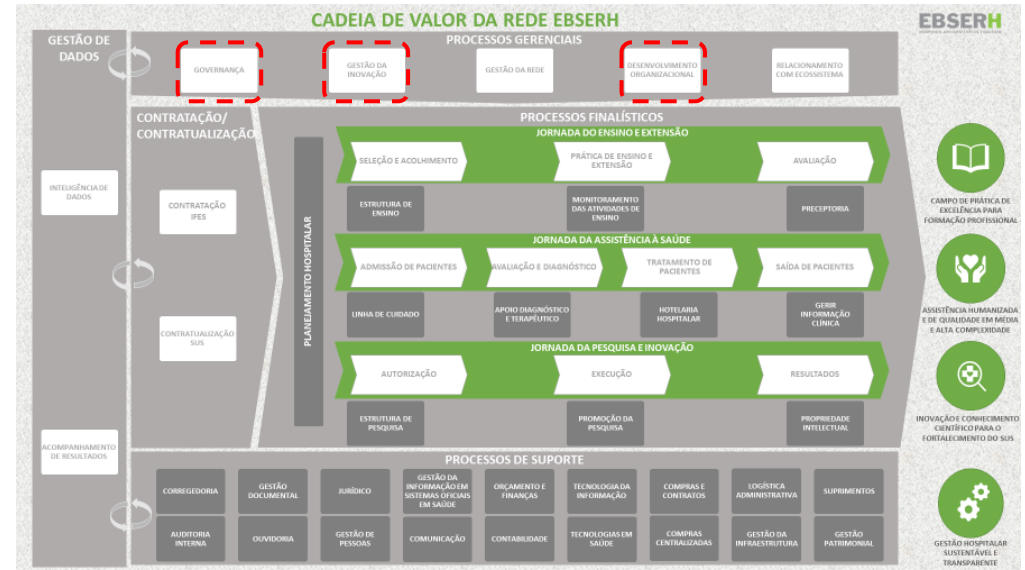 CADEIA DE VALOR DA REDE EBSERH
EBSERH
GESTÃO DE
DADOS
PROCESSOS GERENCIAIS
GOVERNANÇA
GESTÃO DA
INOVAÇÃO
GESTÃO DA REDE
DESENVOLVIMENTO
ORGANIZACIONAL
RELACIONAMENTO
COM ECOSSISTEMA
CONTRATAÇÃO/
CONTRATUALIZAÇÃO
PROCESSOS FINALÍSTICOS
JORNADA DO ENSINO E EXTENSÃO
SELEÇÃO E ACOLHIMENTO
PRÁTICA DE ENSINO E
EXTENSÃO
AVALIAÇÃO
INTELIGÊNCIA DE
DADOS
CONTRATAÇÃO
IFES
ESTRUTURA DE
ENSINO
MONITORAMENTO
DAS ATIVIDADES DE
ENSINO
PRECEPTORIA
CAMPO DE PRÁTICA DE
EXCELÊNCIA PARA
FORMAÇÃO PROFISSIONAL
PLANEJAMENTO HOSPITALAR
JORNADA DA ASSISTÊNCIA À SAÚDE
ADMISSÃO DE PACIENTES
AVALIAÇÃO E DIAGNÓSTICO
TRATAMENTO DE
PACIENTES
SAÍDA DE PACIENTES
LINHA DE CUIDADO
APOIO DIAGNÓSTICO
E TERAPÊUTICO
HOTELARIA
HOSPITALAR
GERIR
INFORMAÇÃO
CLÍNICA
ASSISTÊNCIA HUMANIZADA
E DE QUALIDADE EM MÉDIA
E ALTA COMPLEXIDADE
CONTRATUALIZAÇÃO
SUS
JORNADA DA PESQUISA E INOVAÇÃO
AUTORIZAÇÃO
EXECUÇÃO
RESULTADOS
ESTRUTURA DE
PESQUISA
PROMOÇÃO DA
PESQUISA
PROPRIEDADE
INTELECTUAL
INOVAÇÃO E CONHECIMENTO
CIENTÍFICO PARA O
FORTALECIMENTO DO SUS
ACOMPANHAMENTO
DE RESULTADOS
PROCESSOS DE SUPORTE
CORREGEDORIA
GESTÃO
DOCUMENTAL
JURÍDICO
GESTÃO DA
INFORMAÇÃO EM
SISTEMAS OFICIAIS
EM SAÚDE
ORÇAMENTO E
FINANÇAS
TECNOLOGIA DA
INFORMAÇÃO
COMPRAS E
CONTRATOS
LOGÍSTICA
ADMINISTRATIVA
SUPRIMENTOS
AUDITORIA
INTERNA
OUVIDORIA
GESTÃO DE
PESSOAS
COMUNICAÇÃO
CONTABILIDADE
TECNOLOGIAS EM
SAÚDE
COMPRAS
CENTRALIZADAS
GESTÃO DA
INFRAESTRUTURA
GESTÃO
PATRIMONIAL
GESTÃO HOSPITALAR
SUSTENTÁVEL E
TRANSPARENTE